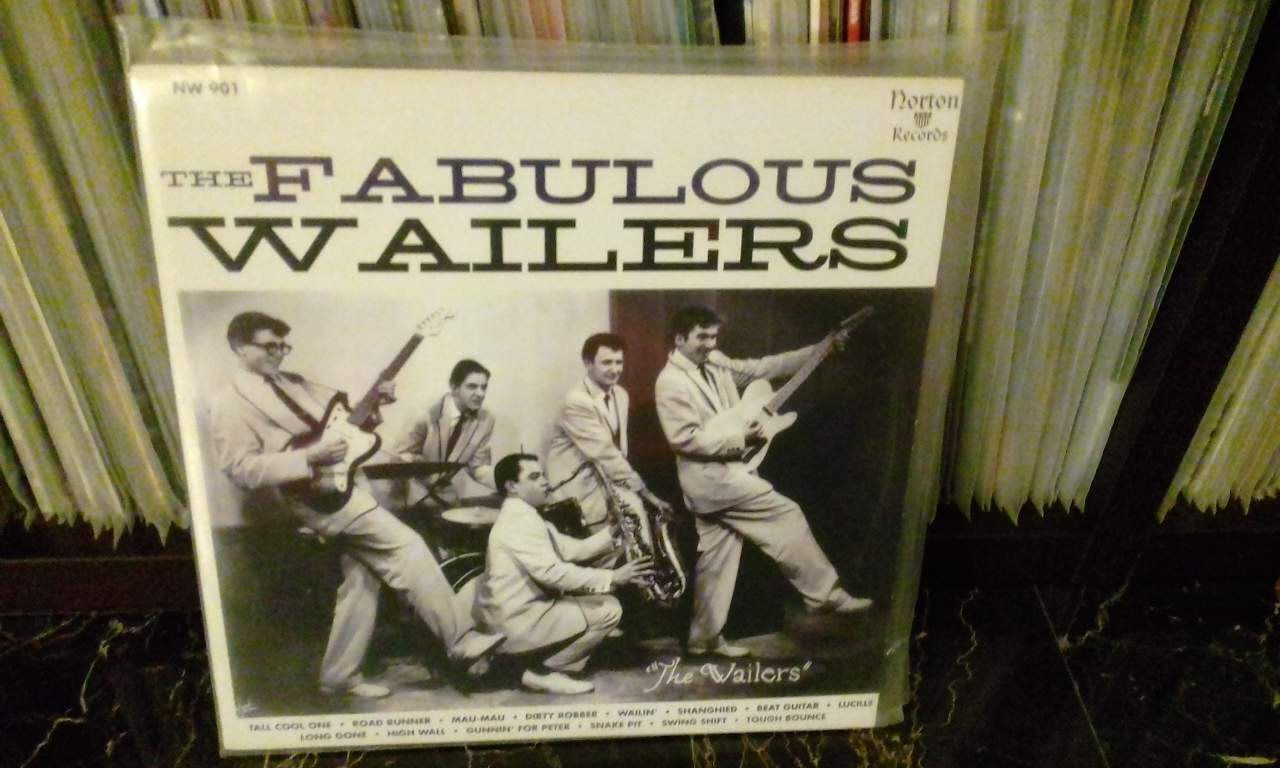 NW 901
Norton
Records
THE FABULOUS
WAILERS
"The Wailers"
TALL COOL ONE • ROAD RUNNER • MAU-MAU • DIRTY ROBBER • WAILIN' • SHANGHIED • BEAT GUITAR • LUCILLE
LONG GONE • HIGH WALL • GUNNIN' FOR PETER • SNAKE PIT • SWING SHIFT • TOUGH BOUNCE